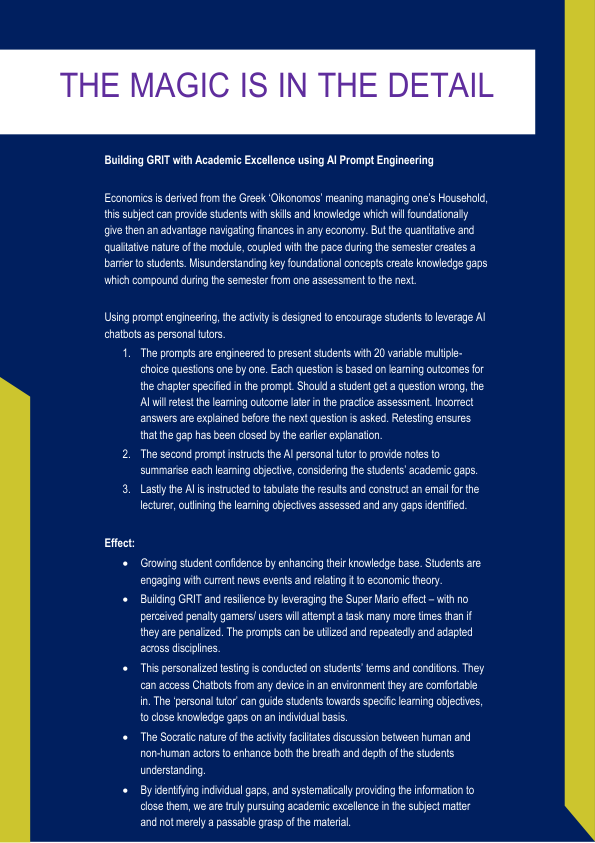 THE MAGIC IS IN THE DETAIL
Building GRIT with Academic Excellence using AI Prompt Engineering
Economics is derived from the Greek ‘Oikonomos’ meaning managing one’s Household,
this subject can provide students with skills and knowledge which will foundationally
give then an advantage navigating finances in any economy. But the quantitative and
qualitative nature of the module, coupled with the pace during the semester creates a
barrier to students. Misunderstanding key foundational concepts create knowledge gaps
which compound during the semester from one assessment to the next.
Using prompt engineering, the activity is designed to encourage students to leverage AI
chatbots as personal tutors.
1. The prompts are engineered to present students with 20 variable multiple-
choice questions one by one. Each question is based on learning outcomes for
the chapter specified in the prompt. Should a student get a question wrong, the
AI will retest the learning outcome later in the practice assessment. Incorrect
answers are explained before the next question is asked. Retesting ensures
that the gap has been closed by the earlier explanation.
2. The second prompt instructs the AI personal tutor to provide notes to
summarise each learning objective, considering the students’ academic gaps.
3. Lastly the AI is instructed to tabulate the results and construct an email for the
lecturer, outlining the learning objectives assessed and any gaps identified.
Effect:
• Growing student confidence by enhancing their knowledge base. Students are
engaging with current news events and relating it to economic theory.
• Building GRIT and resilience by leveraging the Super Mario effect – with no
perceived penalty gamers/ users will attempt a task many more times than if
they are penalized. The prompts can be utilized and repeatedly and adapted
across disciplines.
• This personalized testing is conducted on students’ terms and conditions. They
can access Chatbots from any device in an environment they are comfortable
in. The ‘personal tutor’ can guide students towards specific learning objectives,
to close knowledge gaps on an individual basis.
• The Socratic nature of the activity facilitates discussion between human and
non-human actors to enhance both the breath and depth of the students
understanding.
• By identifying individual gaps, and systematically providing the information to
close them, we are truly pursuing academic excellence in the subject matter
and not merely a passable grasp of the material.